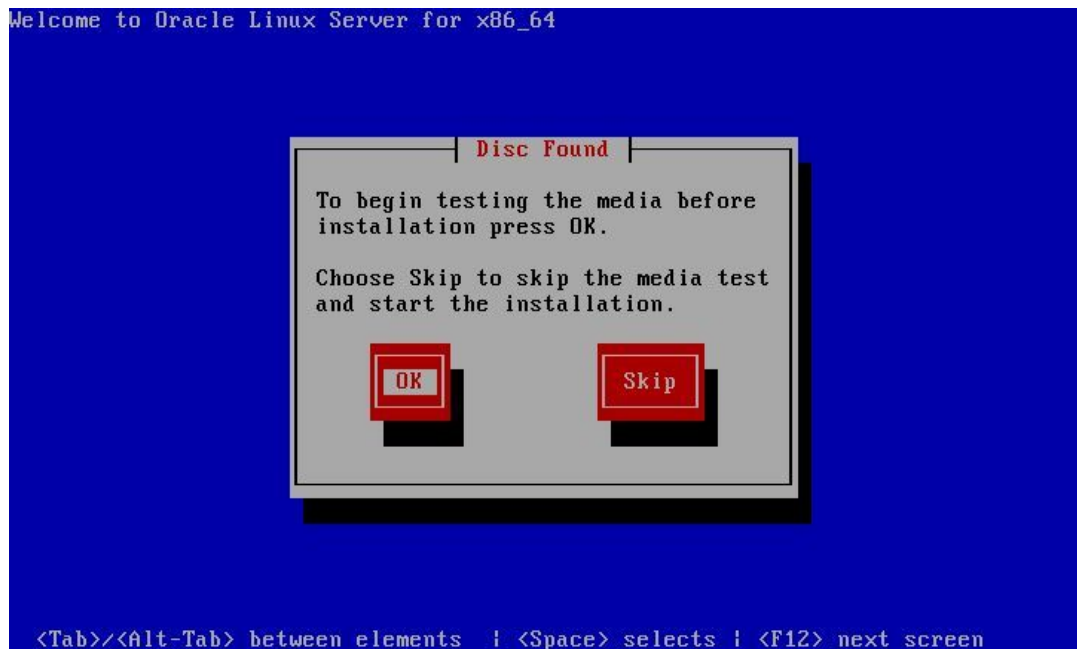 Welcome to Oracle Linux Server for x86_64
Disc Found
To begin testing the media before
installation press OK.
Choose Skip to skip the media test
and start the installation.
OK
Skip
<Tab>/<Alt-Tab> between elements | <Space> selects | <F12> next screen